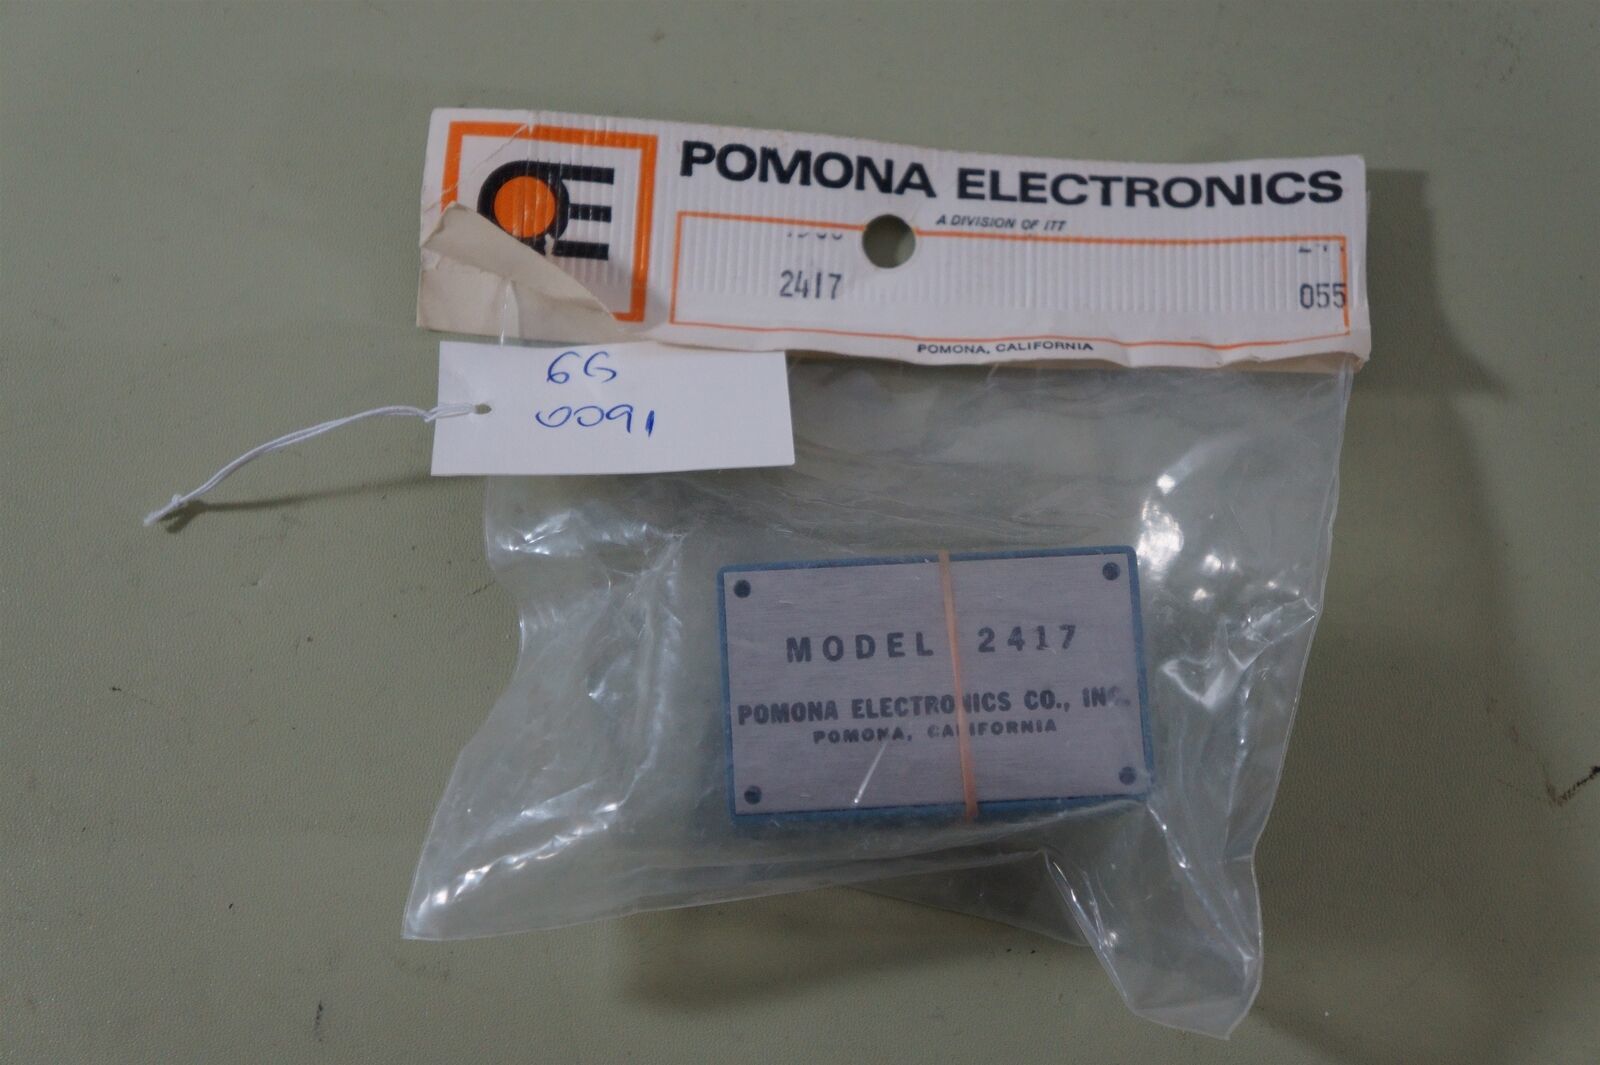 POMONA ELECTRONICS
A DIVISION OF ITT
2417
055
POMONA, CALIFORNIA
6G
0091
MODEL 2417
POMONA ELECTRONICS CO., INC.
POMONA, CALIFORNIA